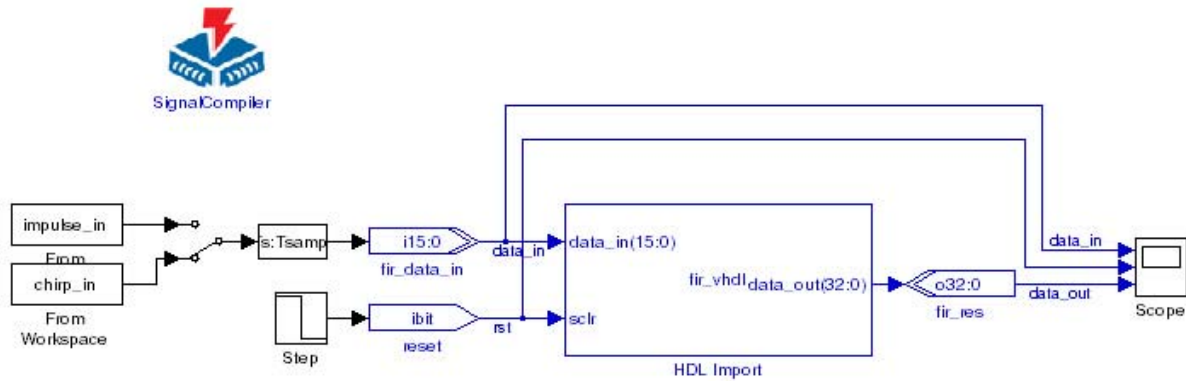 SignalCompiler
impulse_in
From
chirp_in
From
Workspace
s:Tsamp
i15:0
fir_data_in
data_in
Step
ibit
reset
rst
data_in(15:0)
sclr
fir_vhdl
data_out(32:0)
HDL Import
o32:0
fir_res
data_in
data_out
Scope